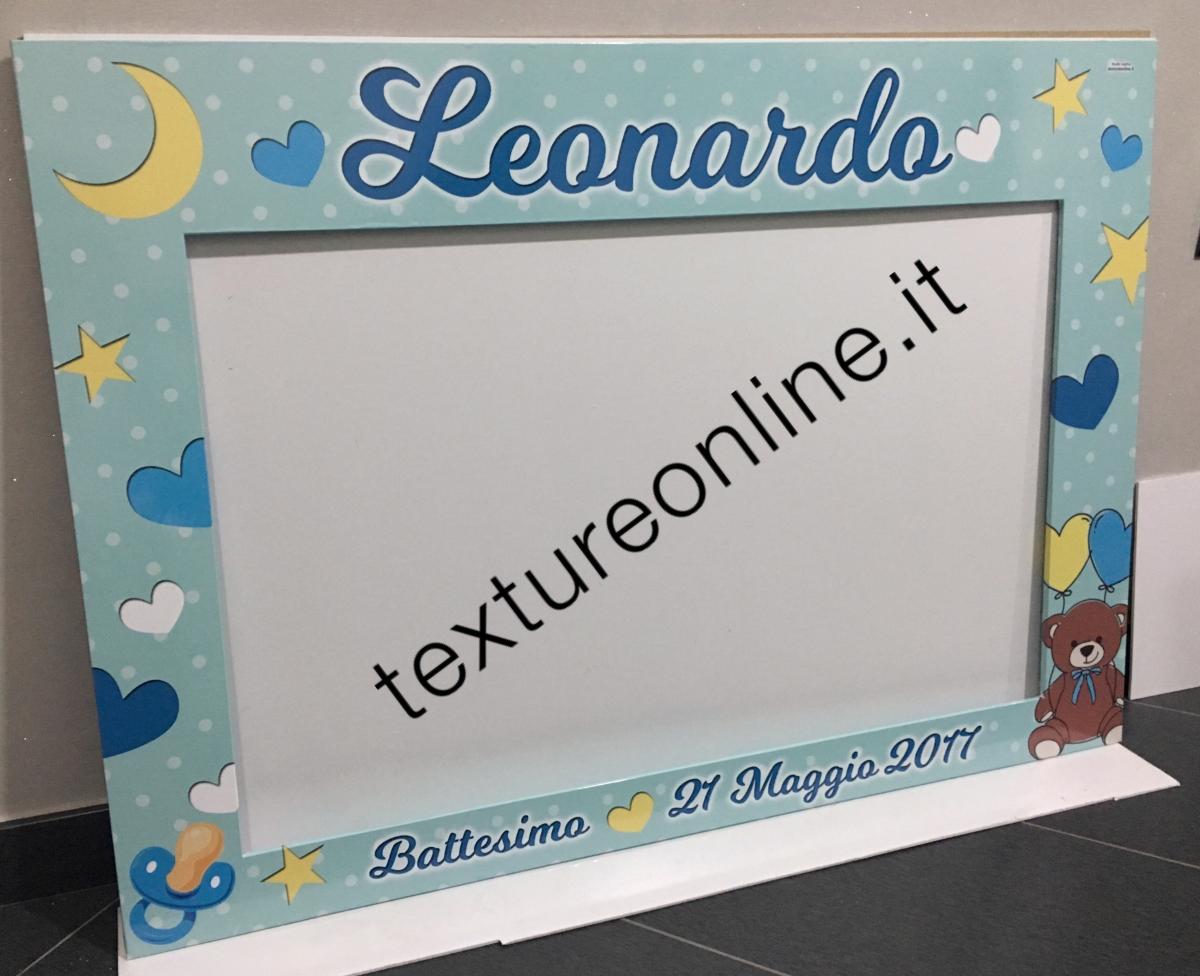 Leonardo
textureonline.it
Battesimo 21 Maggio 2017